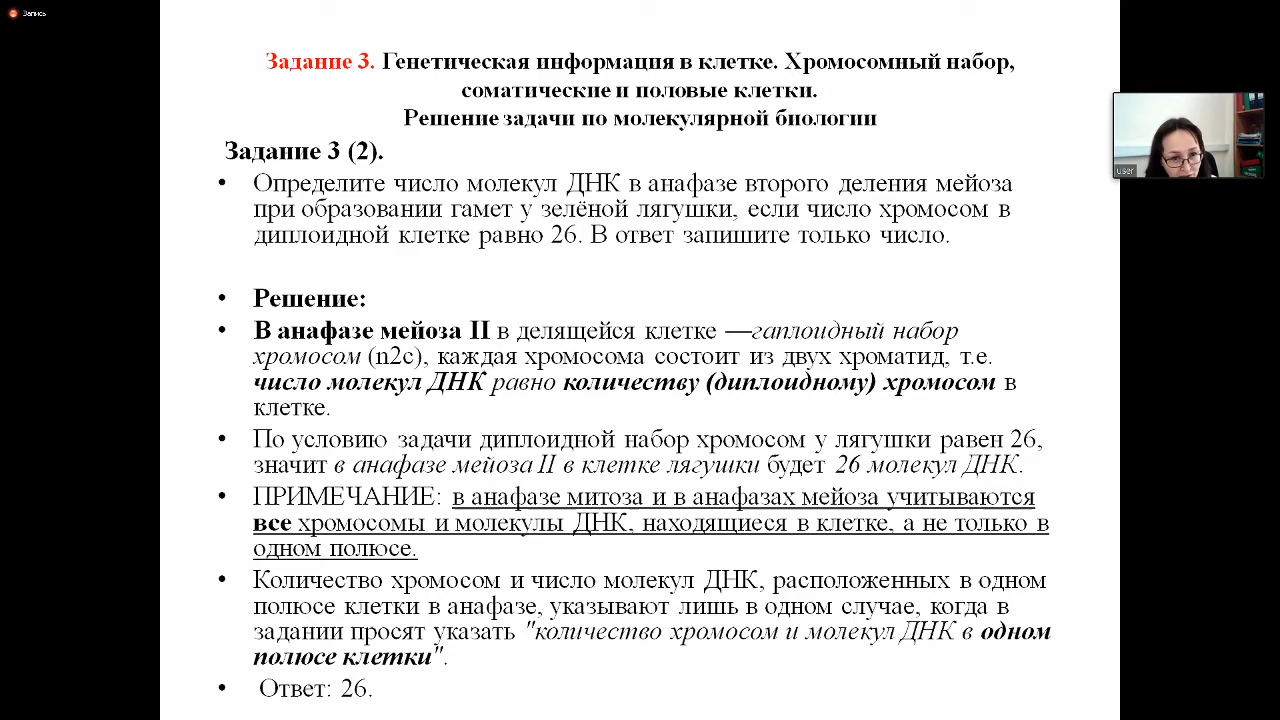 Запись
Задание 3. Генетическая информация в клетке. Хромосомный набор,
соматические и половые клетки.
Решение задачи по молекулярной биологии
Задание 3 (2).
• Определите число молекул ДНК в анафазе второго деления мейоза
при образовании гамет у зелёной лягушки, если число хромосом в
диплоидной клетке равно 26. В ответ запишите только число.
• Решение:
• В анафазе мейоза II в делящейся клетке —гаплоидный набор
хромосом (n2c), каждая хромосома состоит из двух хроматид, т.е.
число молекул ДНК равно количеству (диплоидному) хромосом в
клетке.
• По условию задачи диплоидной набор хромосом у лягушки равен 26,
значит в анафазе мейоза II в клетке лягушки будет 26 молекул ДНК.
• ПРИМЕЧАНИЕ: в анафазе митоза и в анафазах мейоза учитываются
все хромосомы и молекулы ДНК, находящиеся в клетке, а не только в
одном полюсе.
• Количество хромосом и число молекул ДНК, расположенных в одном
полюсе клетки в анафазе, указывают лишь в одном случае, когда в
задании просят указать "количество хромосом и молекул ДНК в одном
полюсе клетки".
• Ответ: 26.
user